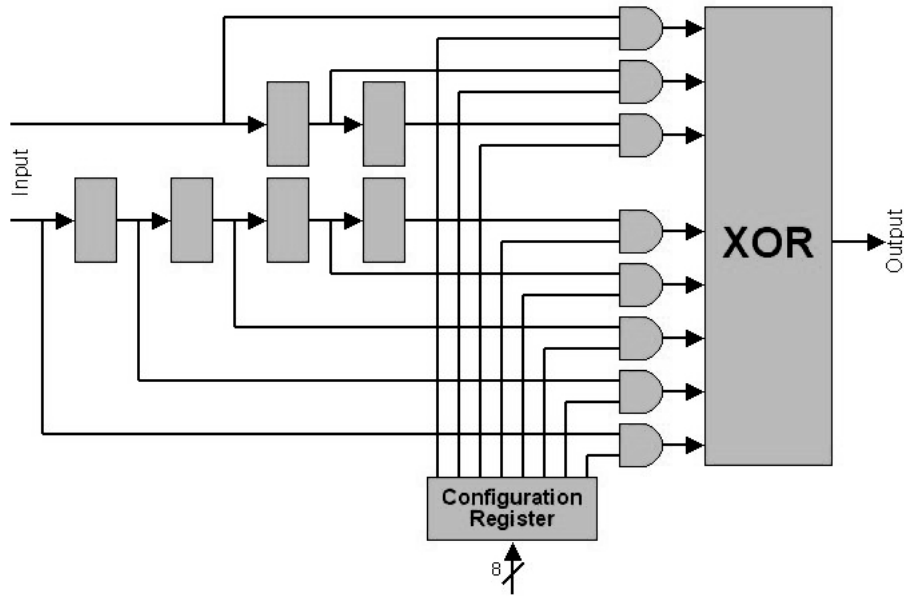 Input
XOR
Output
Configuration
Register
8